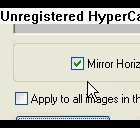 Unregistered HyperCa
Mirror Horiz
Apply to all images in th